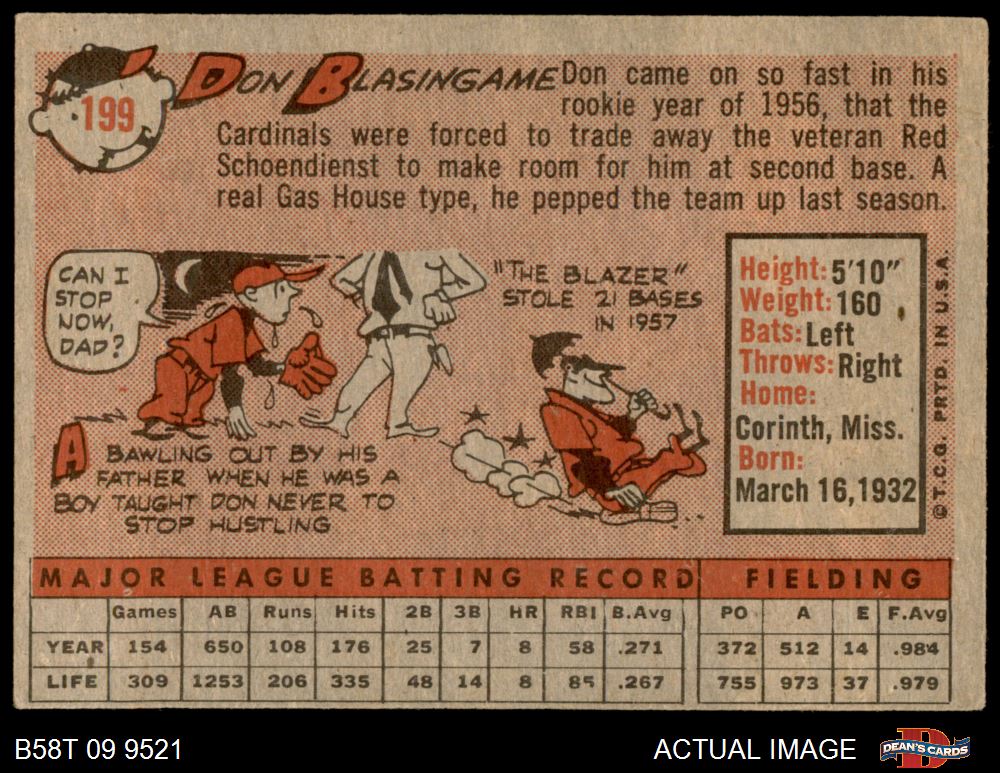 199
DON BLASINGAME
Don came on so fast in his
rookie year of 1956, that the
Cardinals were forced to trade away the veteran Red
Schoendienst to make room for him at second base. A
real Gas House type, he pepped the team up last season.
CAN I
STOP
NOW,
DAD?
A BAWLING OUT BY HIS
FATHER WHEN HE WAS A
BOY TAUGHT DON NEVER TO
STOP HUSTLING
"THE BLAZER"
STOLE 21 BASES
IN 1957
Height: 5'10"
Weight: 160
Bats: Left
Throws: Right
Home:
Corinth, Miss.
Born:
March 16, 1932
©T.C.G. PRTD. IN U.S.A.
MAJOR LEAGUE BATTING RECORD FIELDING
Games AB Runs Hits 2B 3B HR RBI B.Avg PO A E F.Avg
YEAR 154 650 108 176 25 7 8 58 .271 372 512 14 .984
LIFE 309 1253 206 335 48 14 8 85 .267 755 973 37 .979
B58T 09 9521 ACTUAL IMAGE DEAN'S CARDS